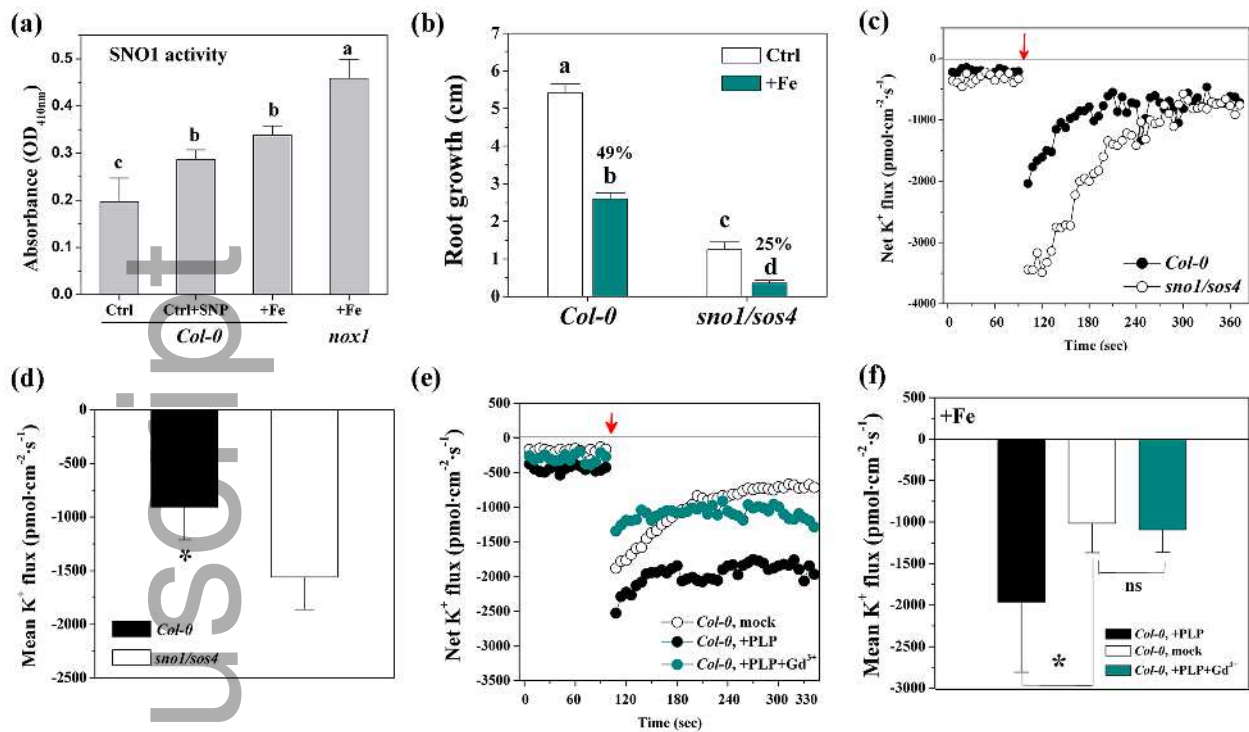 (a)
SNO1 activity
Absorbance (OD410nm)
0.5
0.4
0.3
0.2
0.1
0.0
c
b
b
a
Ctrl
Ctrl+SNP
+Fe
+Fe
Col-0
nox1
(b)
Root growth (cm)
7
6
5
4
3
2
1
0
Ctrl
+Fe
a
49%
b
c
25%
d
Col-0
sno1/sos4
(c)
Net K+ flux (pmol·cm-2·s-1)
0
-1000
-2000
-3000
-4000
Col-0
sno1/sos4
0 60 120 180 240 300 360
Time (sec)
(d)
Mean K+ flux (pmol·cm-2·s-1)
0
-500
-1000
-1500
-2000
-2500
*
Col-0
sno1/sos4
(e)
Net K+ flux (pmol·cm-2·s-1)
500
0
-500
-1000
-1500
-2000
-2500
-3000
-3500
Col-0, mock
Col-0, +PLP
Col-0, +PLP+Gd3+
0 60 120 180 240 300
Time (sec)
(f)
+Fe
Mean K+ flux (pmol·cm-2·s-1)
500
0
-500
-1000
-1500
-2000
-2500
-3000
ns
*
Col-0, +PLP
Col-0, mock
Col-0, +PLP+Gd3+
uscript